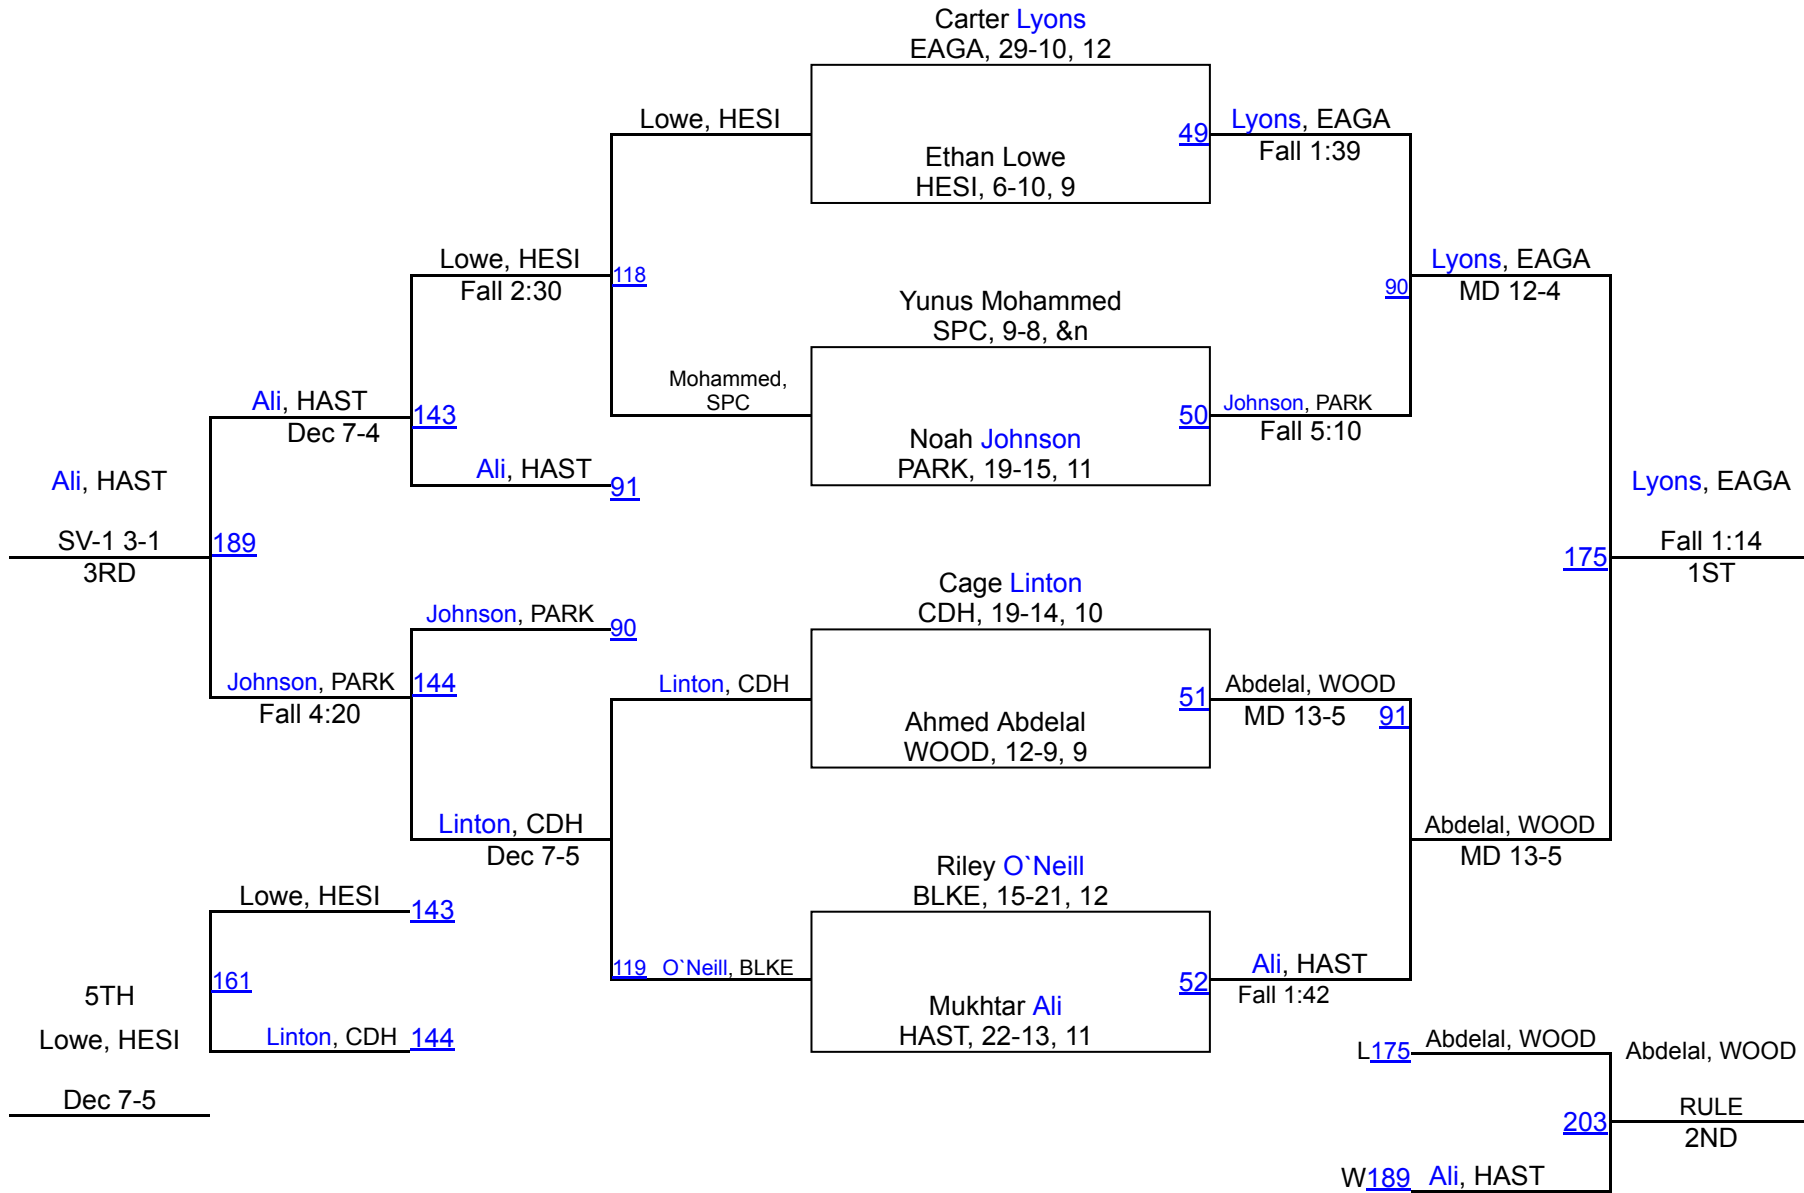 Carter Lyons
EAGA, 29-10, 12
Lowe, HESI
49
Lyons, EAGA
Fall 1:39
Ethan Lowe
HESI, 6-10, 9
Lowe, HESI
Fall 2:30
118
Yunus Mohammed
SPC, 9-8, &n
90
Lyons, EAGA
MD 12-4
Mohammed,
SPC
Ali, HAST
Dec 7-4
143
50
Johnson, PARK
Fall 5:10
Noah Johnson
PARK, 19-15, 11
Ali, HAST
91
Ali, HAST
SV-1 3-1
3RD
189
Lyons, EAGA
Fall 1:14
1ST
175
Cage Linton
CDH, 19-14, 10
Johnson, PARK
90
Johnson, PARK
Fall 4:20
144
Linton, CDH
51
Abdelal, WOOD
MD 13-5
91
Ahmed Abdelal
WOOD, 12-9, 9
Linton, CDH
Dec 7-5
Abdelal, WOOD
MD 13-5
Riley O`Neill
BLKE, 15-21, 12
Lowe, HESI
143
119
O`Neill, BLKE
52
Ali, HAST
Fall 1:42
161
5TH
Lowe, HESI
Mukhtar Ali
HAST, 22-13, 11
Linton, CDH
144
Dec 7-5
L175
Abdelal, WOOD
Abdelal, WOOD
RULE
2ND
203
W189
Ali, HAST